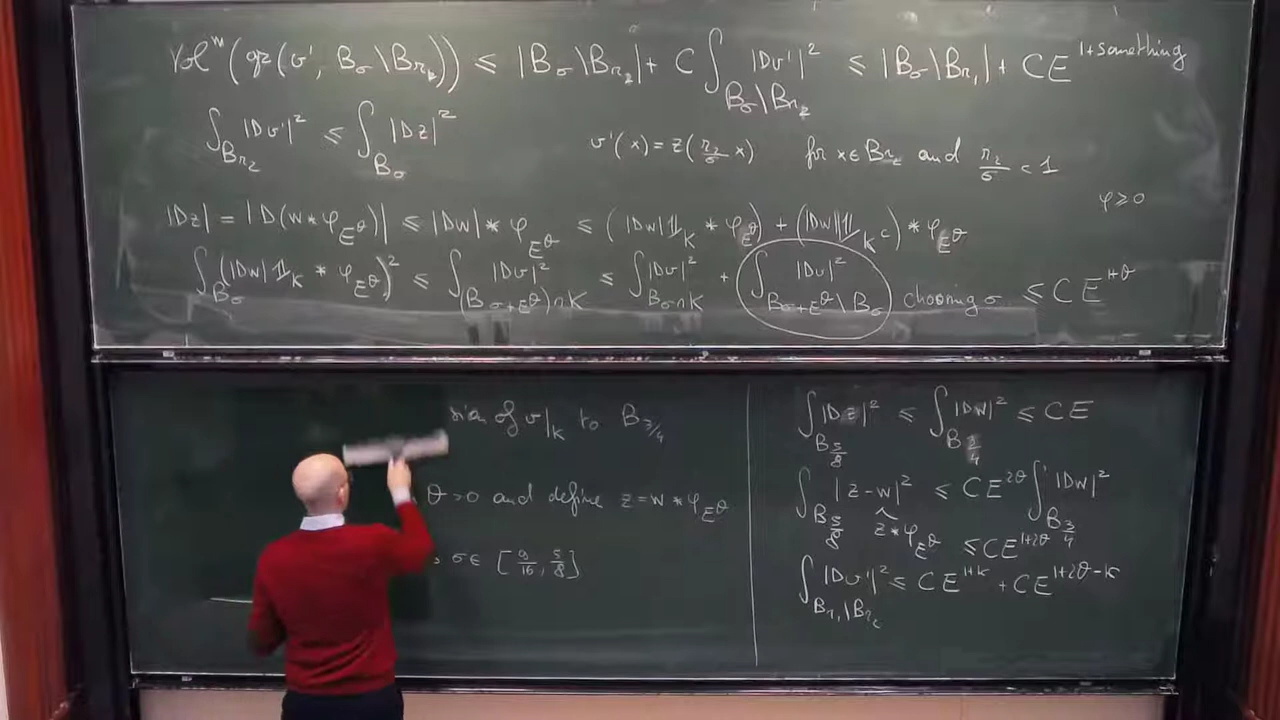 Vol^m (gr(v', B_σ \ B_{r_2})) ≤ |B_σ \ B_{r_2}| + C ∫_{B_σ \ B_{r_2}} |Dv'|^2 ≤ |B_σ \ B_{r_1}| + C E^{1+something}
∫_{B_{r_2}} |Dv'|^2 ≤ ∫_{B_σ} |Dz|^2
v'(x) = z(r_2/σ x) for x ∈ B_{r_2} and r_2/σ < 1
φ ≥ 0
|Dz| = |D(w * φ_{E^θ})| ≤ |Dw| * φ_{E^θ} ≤ (|Dw| 𝟙_K * φ_{E^θ}) + (|Dw| 𝟙_{K^c}) * φ_{E^θ}
∫_{B_σ} (|Dw| 𝟙_K * φ_{E^θ})^2 ≤ ∫_{(B_{σ+E^θ}) ∩ K} |Dv|^2 ≤ ∫_{B_σ ∩ K} |Dv|^2 + ∫_{B_{σ+E^θ} \ B_σ} |Dv|^2 choosing σ ≤ C E^{1+θ}
of v|_K to B_{3/4}
θ > 0 and define z = w * φ_{E^θ}
σ ∈ [9/16, 5/8]
∫_{B_{5/8}} |Dz|^2 ≤ ∫_{B_{3/4}} |Dw|^2 ≤ C E
∫_{B_{5/8}} |z - w|^2 ≤ C E^{2θ} ∫_{B_{3/4}} |Dw|^2
z * φ_{E^θ} ≤ C E^{1+2θ}
∫_{B_{r_1} \ B_{r_2}} |Dv'|^2 ≤ C E^{1+κ} + C E^{1+2θ-κ}